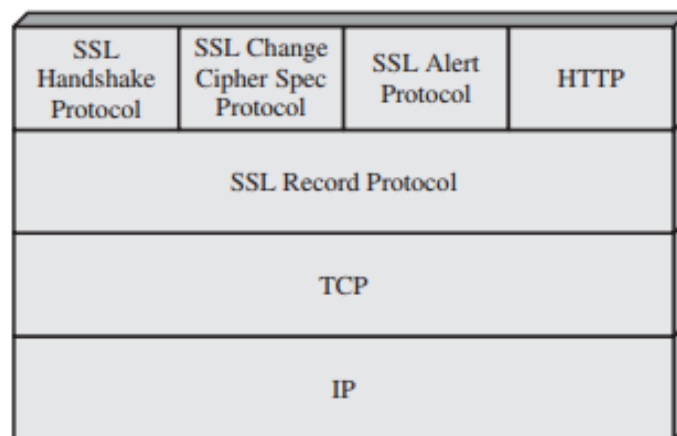 SSL
Handshake
Protocol
SSL Change
Cipher Spec
Protocol
SSL Alert
Protocol
HTTP
SSL Record Protocol
TCP
IP